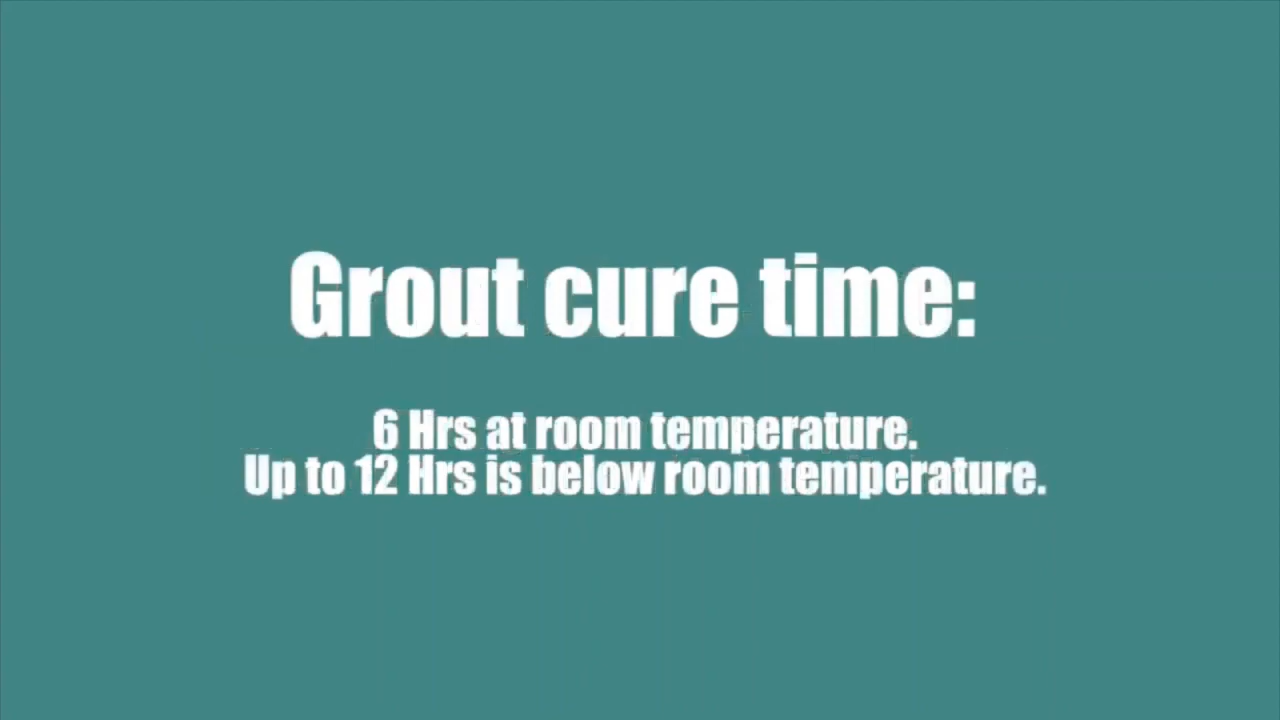 Grout cure time:
6 Hrs at room temperature.
Up to 12 Hrs is below room temperature.